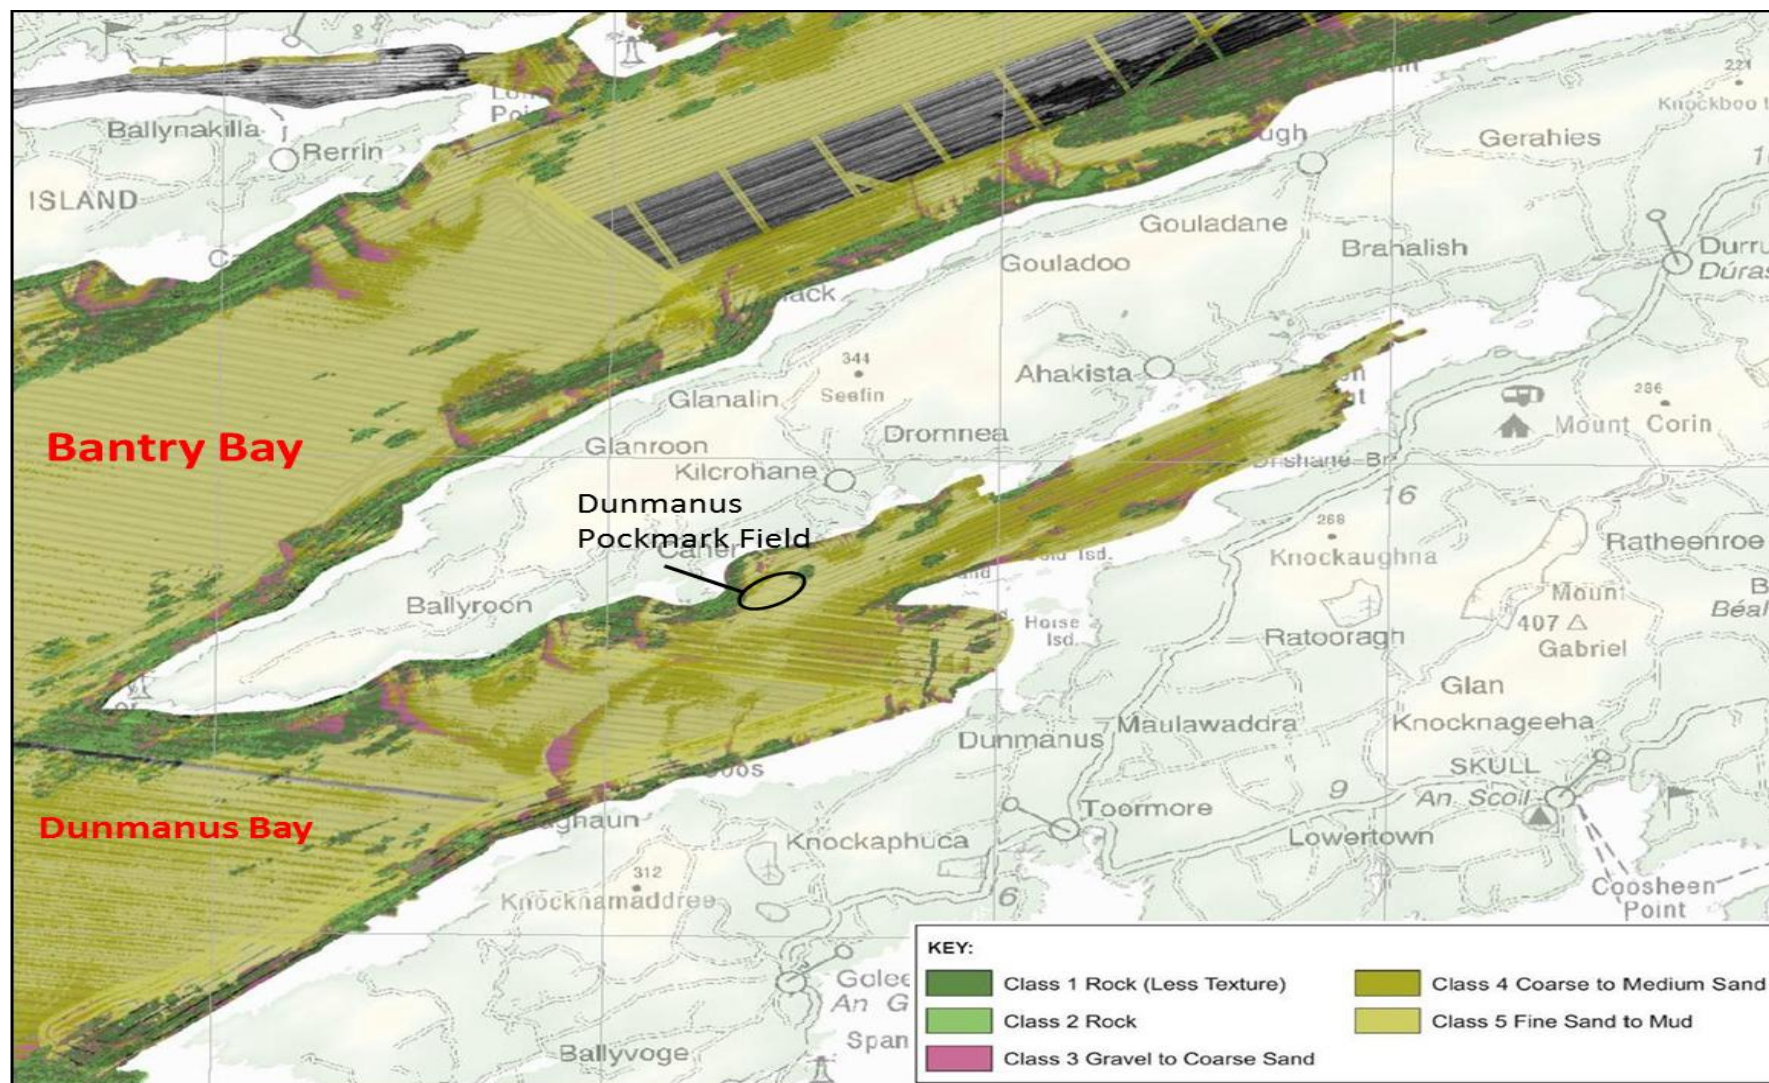 Ballynakilla
Rerrin
ISLAND
221
Gerahies
Gouladane
Gouladoo
Brahalish
Dúras
344
Seefin
Ahakista
Glanalin
286
Mount Corin
Bantry Bay
Glanroon
Dromnea
Kilcrohane
16
Dunmanus
Pockmark Field
268
Knockaughna
Ratheenroe
Ballyroon
Horse
Isd.
Mount
407
Gabriel
Ratooragh
Glan
Dunmanus
Maulawaddra
Knocknageeha
SKULL
An Scoil
9
Dunmanus Bay
Toormore
Lowertown
Knockaphuca
312
Knocknamaddree
6
Coosheen
Point
Ballyvoge
KEY:
Class 1 Rock (Less Texture)
Class 2 Rock
Class 3 Gravel to Coarse Sand
Class 4 Coarse to Medium Sand
Class 5 Fine Sand to Mud